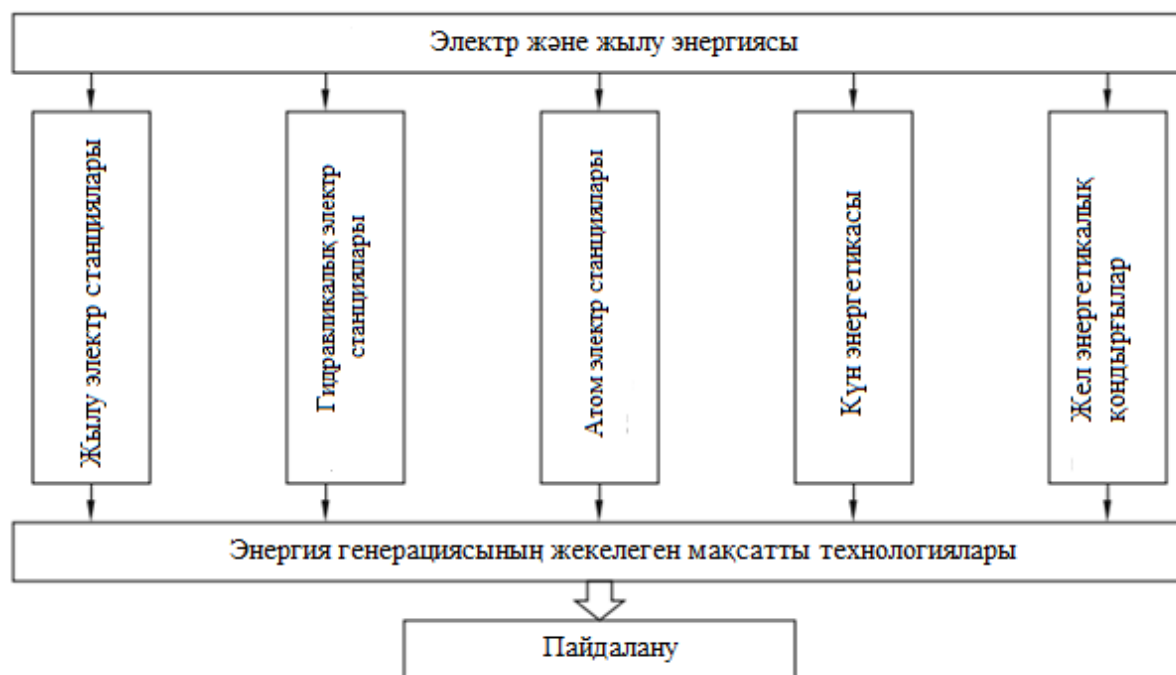 Электр және жылу энергиясы
Жылу электр станциялары
Гидравликалық электр
станциялары
Атом электр станциялары
Күн энергетикасы
Жел энергетикалық
қондырғылар
Энергия генерациясының жекелеген мақсатты технологиялары
Пайдалану